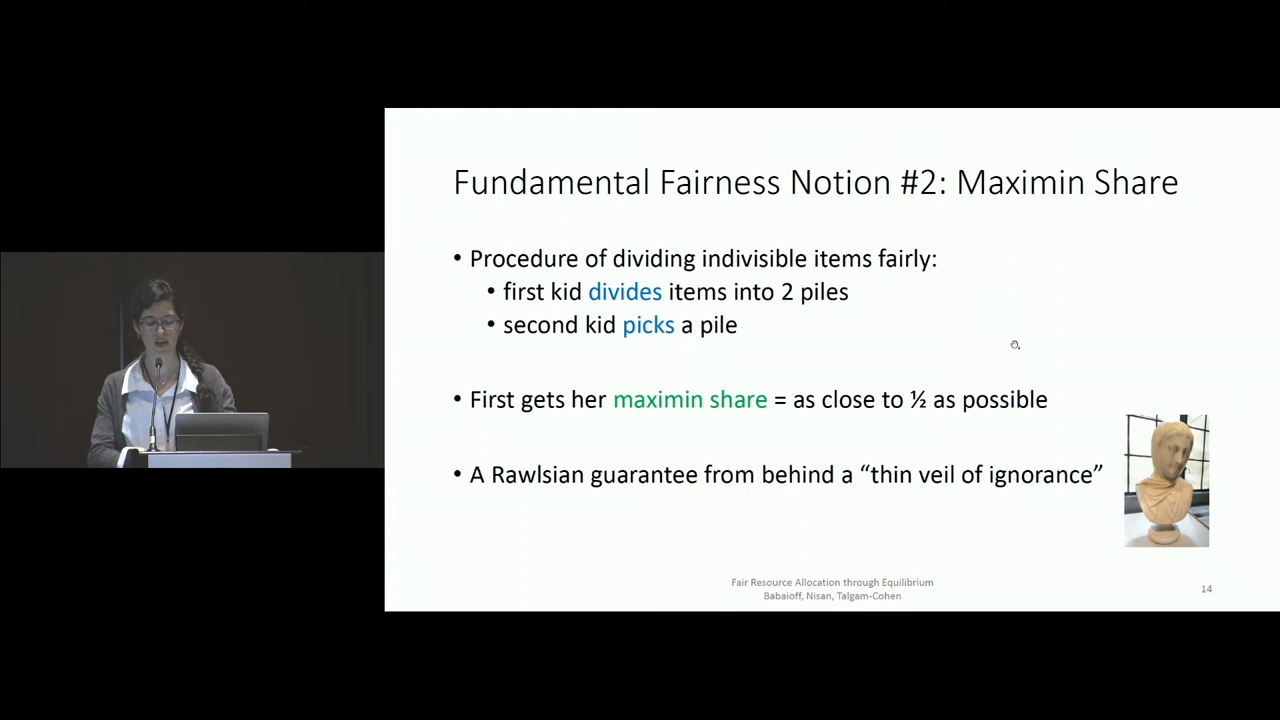 Fundamental Fairness Notion #2: Maximin Share
• Procedure of dividing indivisible items fairly:
• first kid divides items into 2 piles
• second kid picks a pile
• First gets her maximin share = as close to ½ as possible
• A Rawlsian guarantee from behind a “thin veil of ignorance”
Fair Resource Allocation through Equilibrium
Babaioff, Nisan, Talgam-Cohen
14